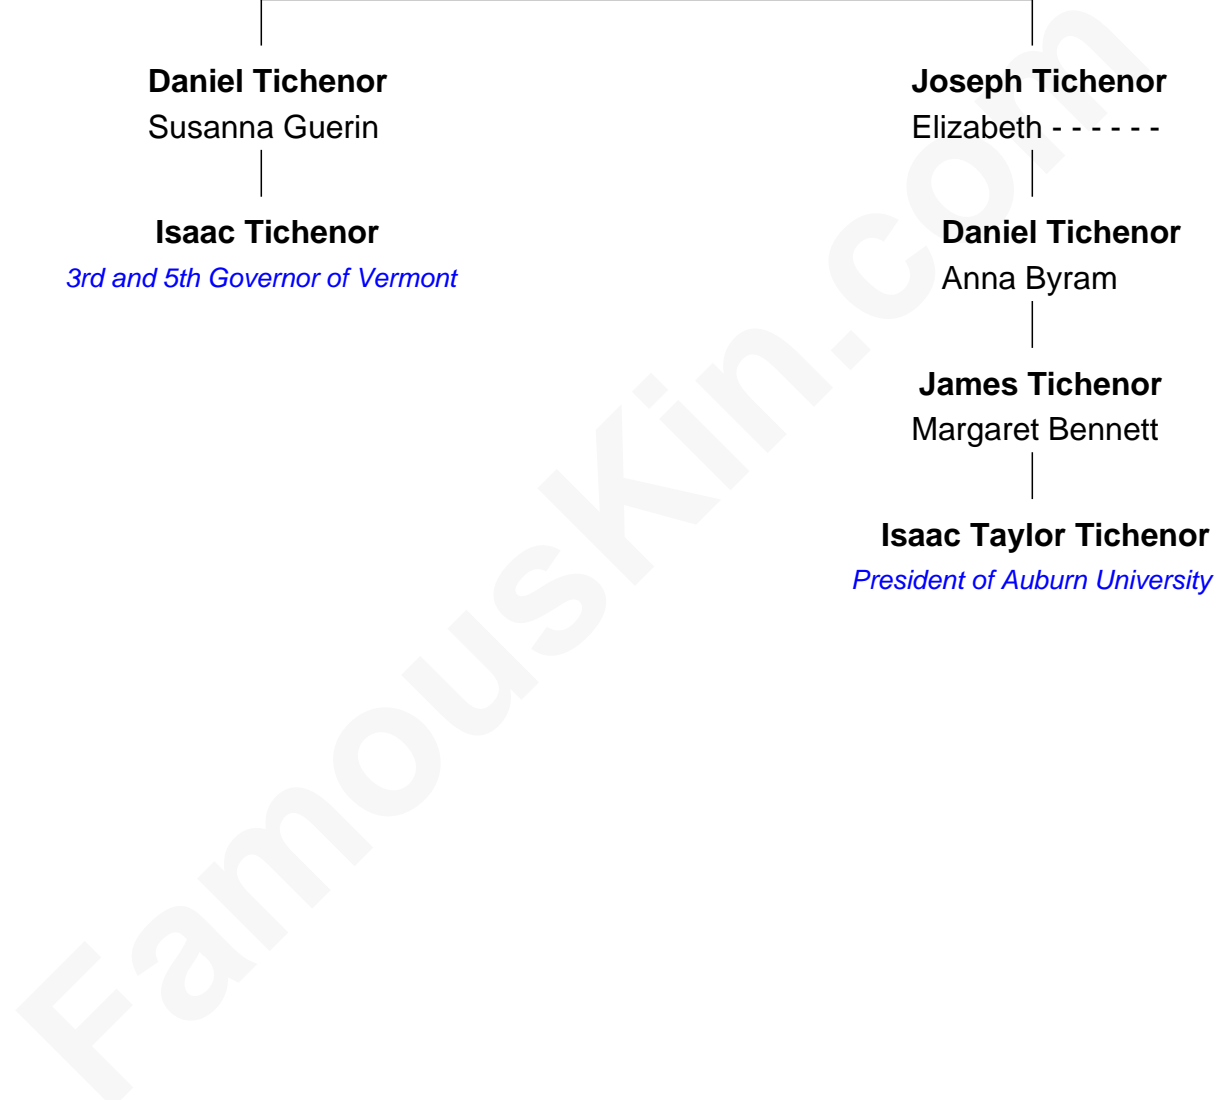 Daniel Tichenor
Susanna Guerin
Isaac Tichenor
3rd and 5th Governor of Vermont
Joseph Tichenor
Elizabeth - - - - - -
Daniel Tichenor
Anna Byram
James Tichenor
Margaret Bennett
Isaac Taylor Tichenor
President of Auburn University
FamousKin.com